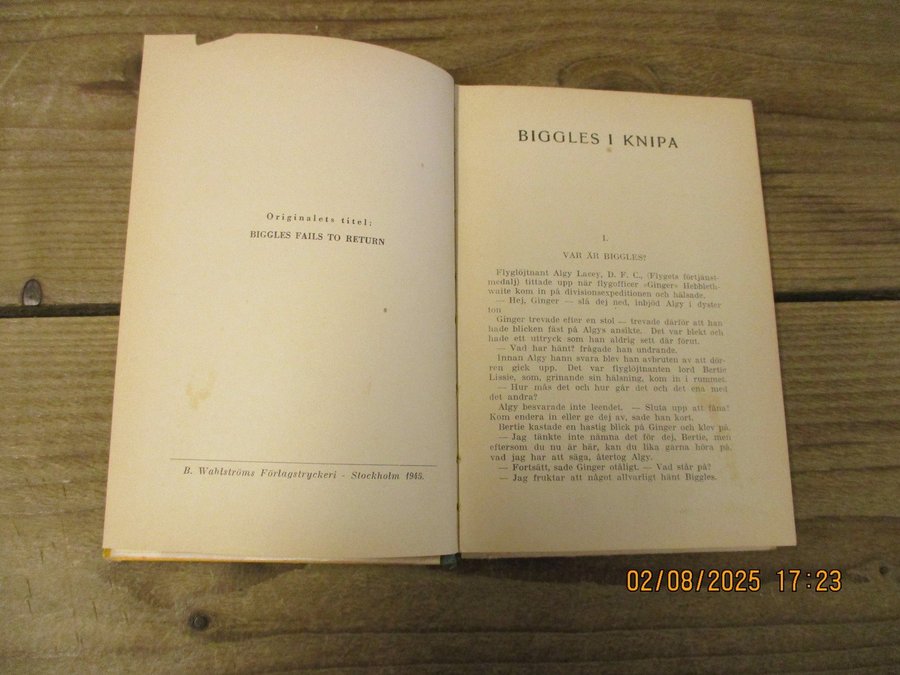 Originalets titel:
BIGGLES FAILS TO RETURN
B. Wahlströms Förlagstryckeri - Stockholm 1945.
BIGGLES I KNIPA
I.
VAR ÄR BIGGLES?
Flyglöjtnant Algy Lacey, D. F. C., (Flygets förtjänst-
medalj) tittade upp när flygofficer »Ginger» Hebbleth-
waite kom in på divisionsexpeditionen och hälsade.
— Hej, Ginger — slå dej ned, inbjöd Algy i dyster
ton
Ginger trevade efter en stol — trevade därför att han
hade blicken fäst på Algys ansikte. Det var blekt och
hade ett uttryck som han aldrig sett där förut.
— Vad har hänt? frågade han undrande.
Innan Algy hann svara blev han avbruten av att dör-
ren gick upp. Det var flyglöjtnanten lord Bertie
Lissie, som, grinande sin hälsning, kom in i rummet.
— Hur mås det och hur går det och det ena med
det andra?
Algy besvarade inte leendet. — Sluta upp att fåna!
Kom endera in eller ge dej av, sade han kort.
Bertie kastade en hastig blick på Ginger och klev på.
— Jag tänkte inte nämna det för dej, Bertie, men
eftersom du nu är här, kan du lika gärna höra på
vad jag har att säga, återtog Algy.
— Fortsätt, sade Ginger otåligt. — Vad står på?
— Jag fruktar att något allvarligt hänt Biggles.
02/08/2025 17:23